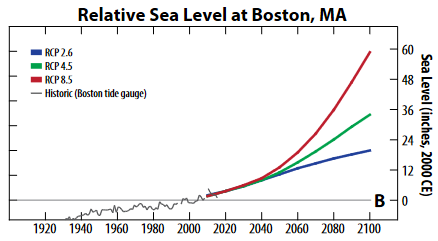 Relative Sea Level at Boston, MA
RCP 2.6
RCP 4.5
RCP 8.5
Historic (Boston tide gauge)
60
48
36
24
12
0
Sea Level (inches, 2000 CE)
B
1920 1940 1960 1980 2000 2020 2040 2060 2080 2100